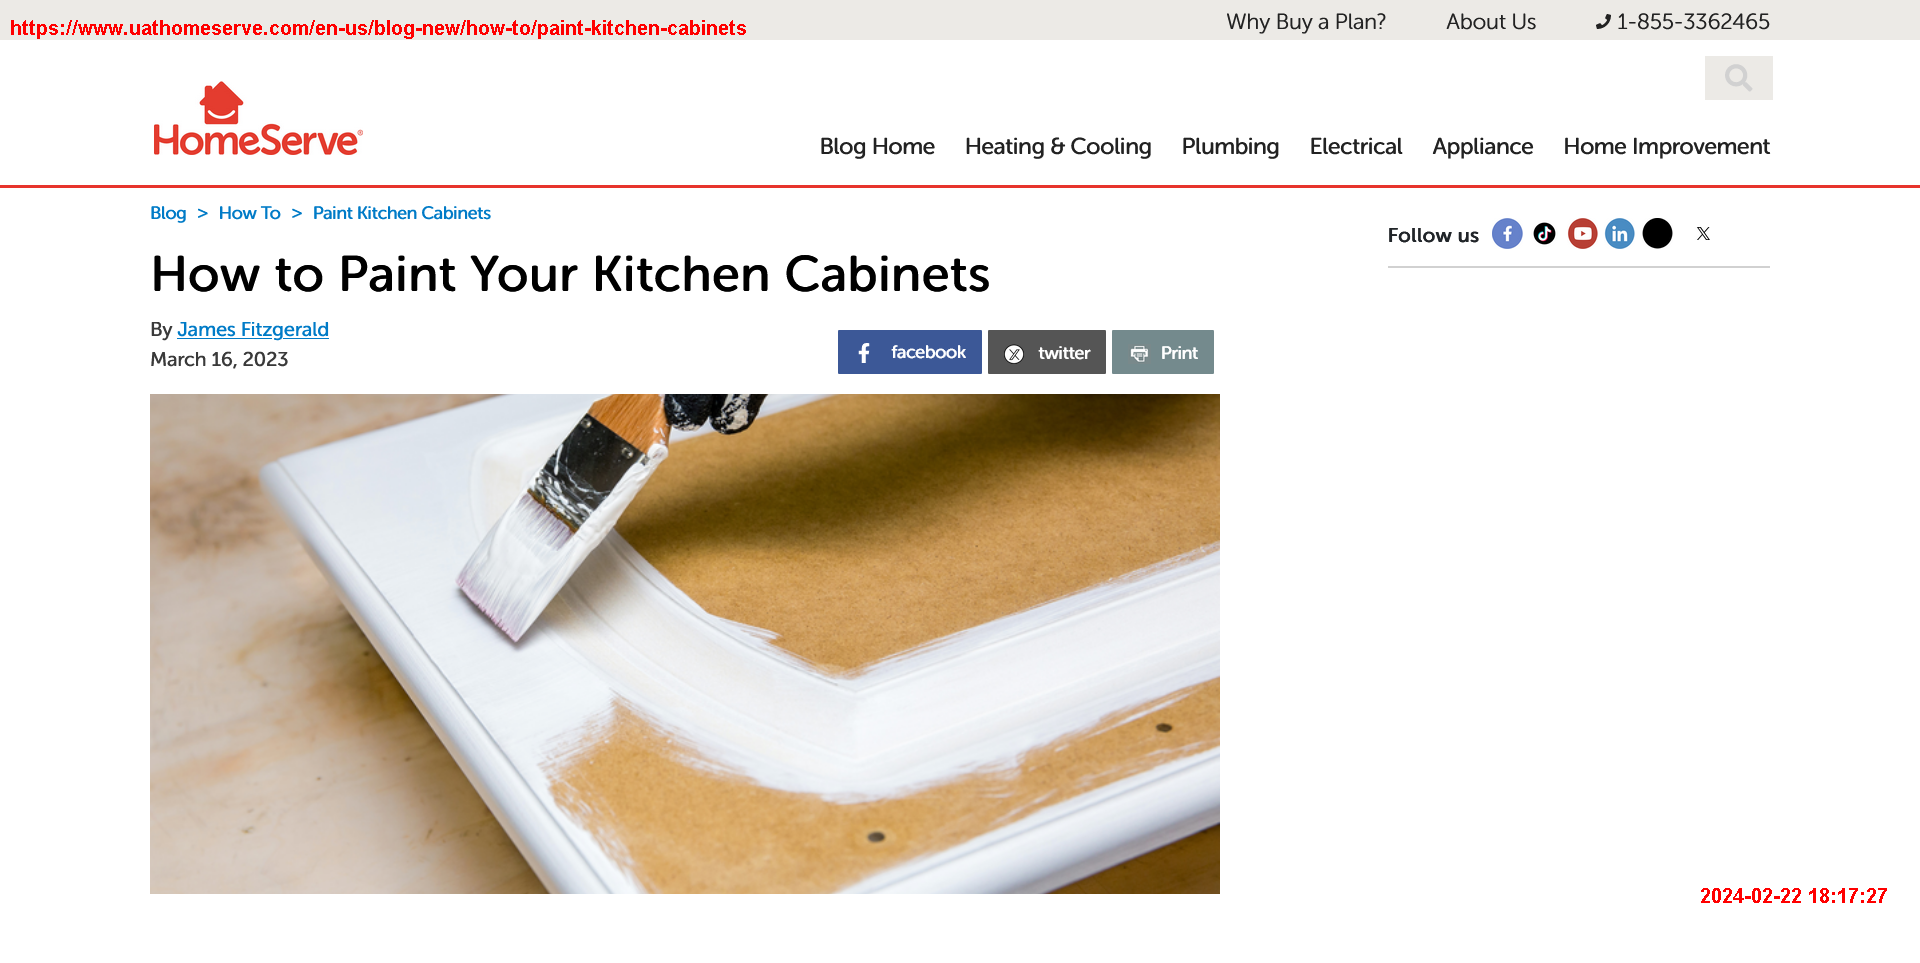 https://www.uathomeserve.com/en-us/blog-new/how-to/paint-kitchen-cabinets
Why Buy a Plan? About Us 1-855-3362465
HomeServe®
Blog Home Heating & Cooling Plumbing Electrical Appliance Home Improvement
Blog > How To > Paint Kitchen Cabinets
Follow us
How to Paint Your Kitchen Cabinets
By James Fitzgerald
March 16, 2023
facebook twitter Print
2024-02-22 18:17:27